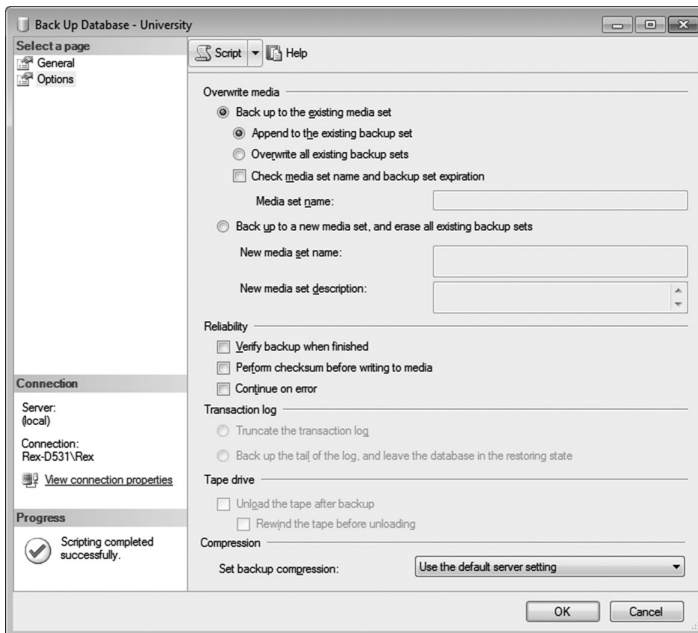 Back Up Database - University
Select a page
General
Options
Script
Help
Overwrite media
Back up to the existing media set
Append to the existing backup set
Overwrite all existing backup sets
Check media set name and backup set expiration
Media set name:
Back up to a new media set, and erase all existing backup sets
New media set name:
New media set description:
Reliability
Verify backup when finished
Perform checksum before writing to media
Continue on error
Transaction log
Truncate the transaction log
Back up the tail of the log, and leave the database in the restoring state
Tape drive
Unload the tape after backup
Rewind the tape before unloading
Compression
Set backup compression:
Use the default server setting
Connection
Server:
(local)
Connection:
Rex-D531\Rex
View connection properties
Progress
Scripting completed
successfully.
OK
Cancel